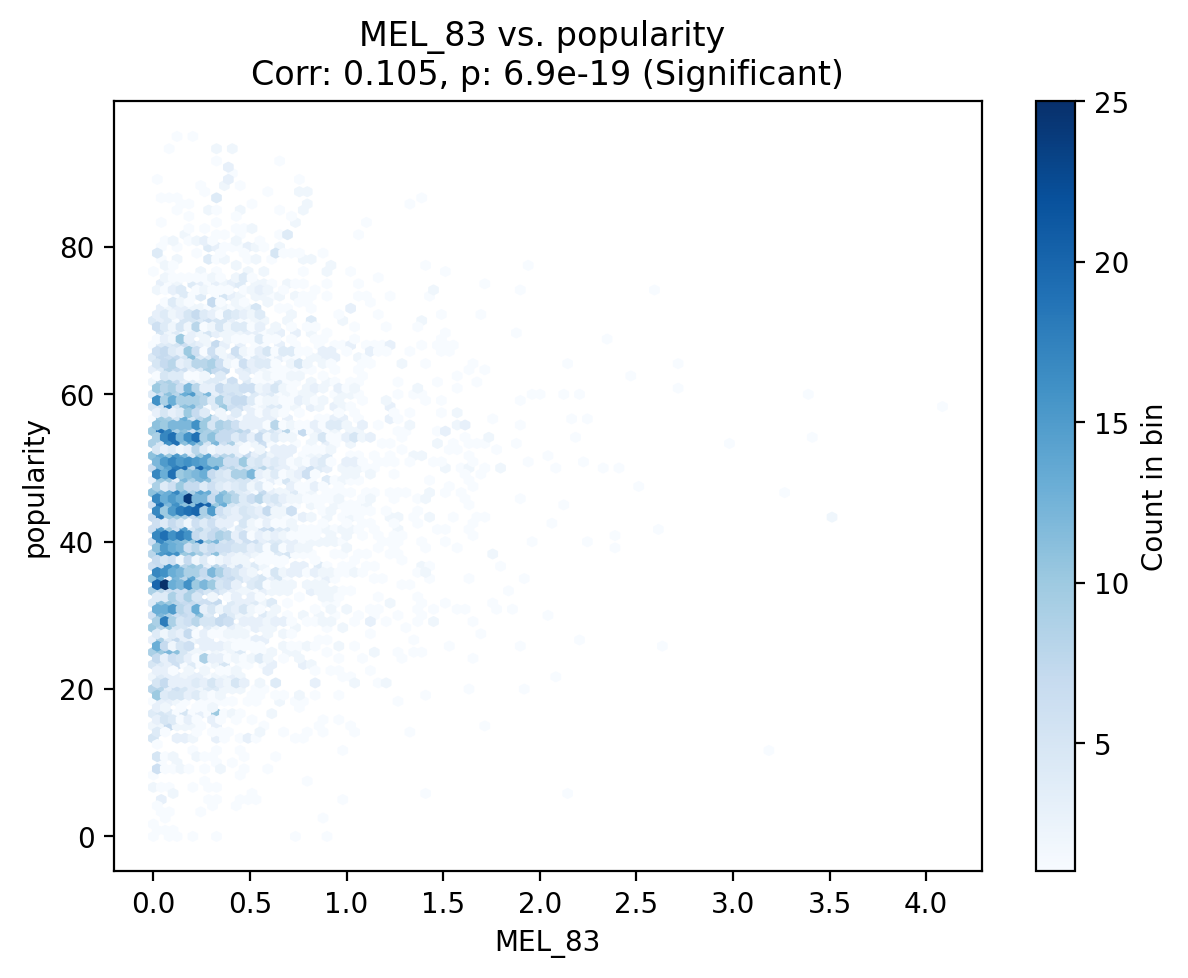 MEL_83 vs. popularity
Corr: 0.105, p: 6.9e-19 (Significant)
popularity
80
60
40
20
0
0.0 0.5 1.0 1.5 2.0 2.5 3.0 3.5 4.0
MEL_83
25
20
15
10
5
Count in bin